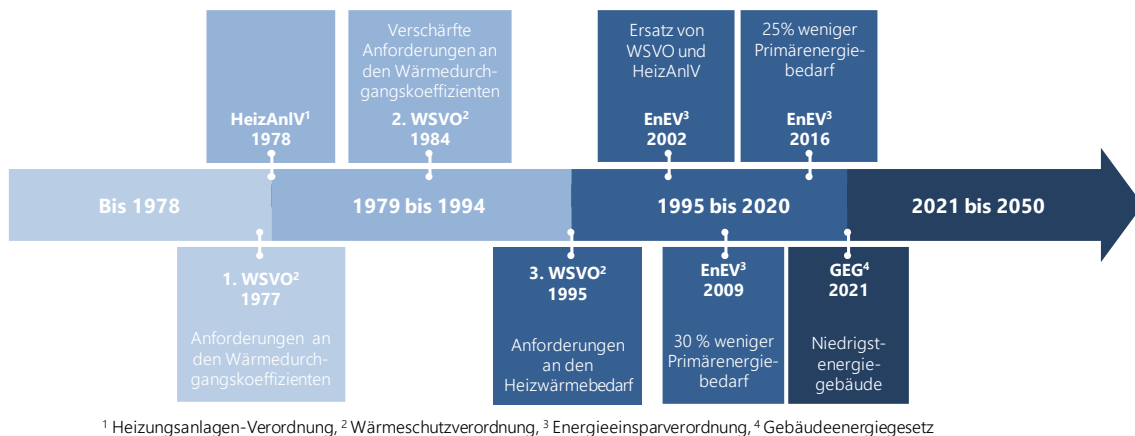 HeizAnlV¹
1978
Verschärfte
Anforderungen an
den Wärmedurch-
gangskoeffizienten
2. WSVO²
1984
Ersatz von
WSVO und
HeizAnlV
EnEV³
2002
25% weniger
Primärenergie-
bedarf
EnEV³
2016
Bis 1978
1979 bis 1994
1995 bis 2020
2021 bis 2050
1. WSVO²
1977
Anforderungen an
den Wärmedurch-
gangskoeffizienten
3. WSVO²
1995
Anforderungen
an den
Heizwärmebedarf
EnEV³
2009
30 % weniger
Primärenergie-
bedarf
GEG⁴
2021
Niedrigst-
energie-
gebäude
¹ Heizungsanlagen-Verordnung, ² Wärmeschutzverordnung, ³ Energieeinsparverordnung, ⁴ Gebäudeenergiegesetz